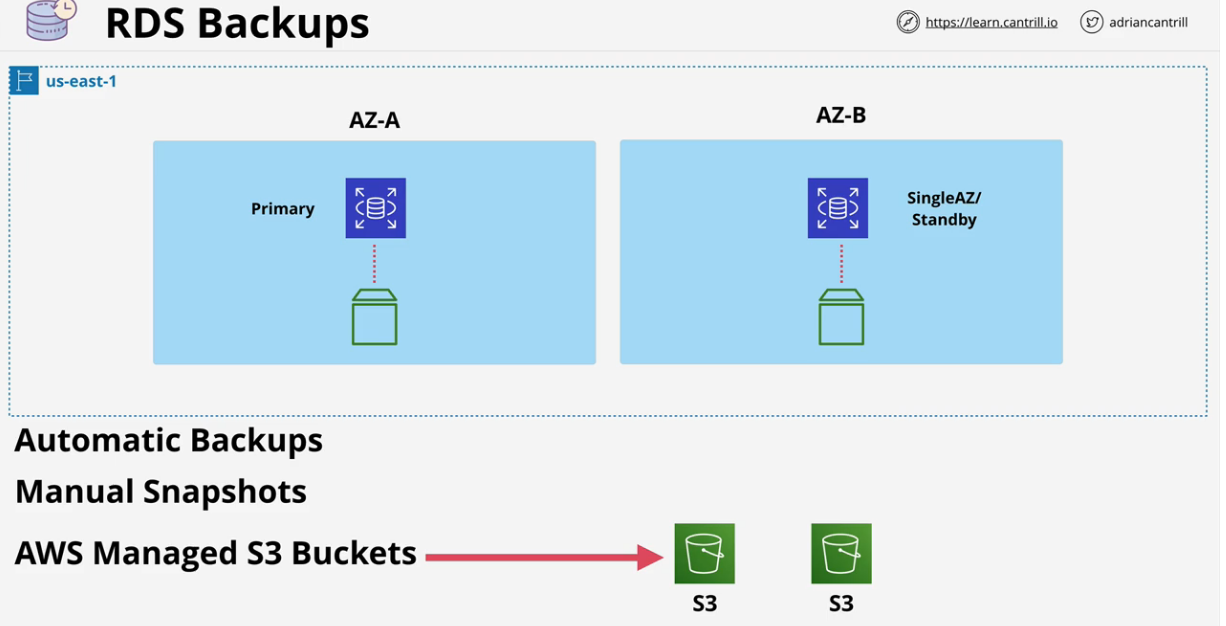 RDS Backups
https://learn.cantrill.io
adriancantrill
us-east-1
AZ-A
AZ-B
Primary
SingleAZ/
Standby
Automatic Backups
Manual Snapshots
AWS Managed S3 Buckets
S3
S3